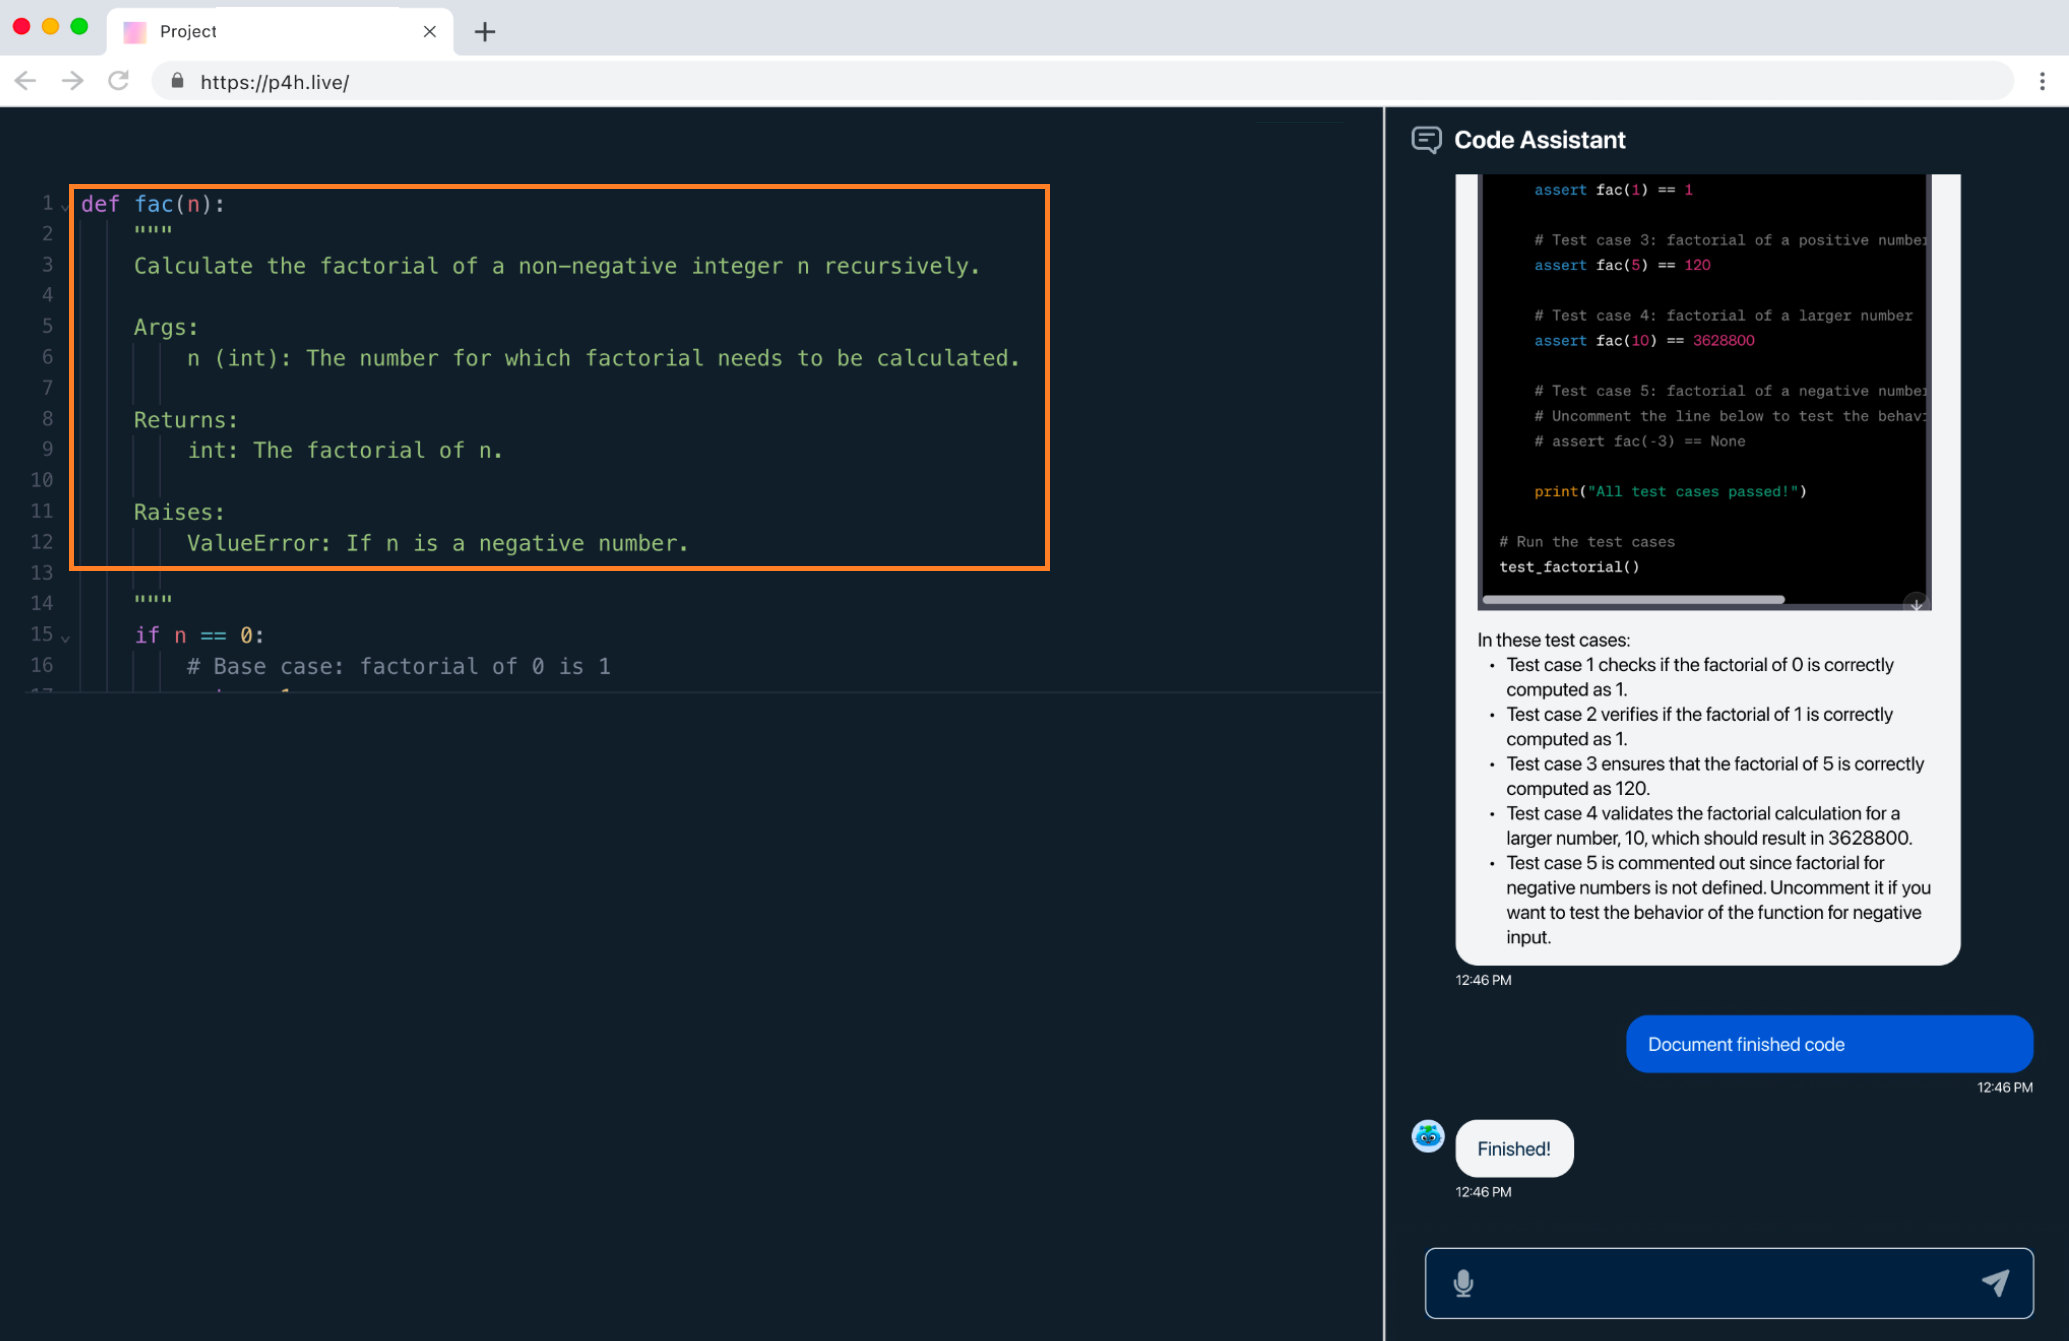 Project
https://p4h.live/
1 def fac(n):
2 """
3 Calculate the factorial of a non-negative integer n recursively.
4
5 Args:
6 n (int): The number for which factorial needs to be calculated.
7
8 Returns:
9 int: The factorial of n.
10
11 Raises:
12 ValueError: If n is a negative number.
13
14 """
15 if n == 0:
16 # Base case: factorial of 0 is 1
Code Assistant
assert fac(1) == 1
# Test case 3: factorial of a positive number
assert fac(5) == 120
# Test case 4: factorial of a larger number
assert fac(10) == 3628800
# Test case 5: factorial of a negative number
# Uncomment the line below to test the behavi
# assert fac(-3) == None
print("All test cases passed!")
# Run the test cases
test_factorial()
In these test cases:
• Test case 1 checks if the factorial of 0 is correctly
computed as 1.
• Test case 2 verifies if the factorial of 1 is correctly
computed as 1.
• Test case 3 ensures that the factorial of 5 is correctly
computed as 120.
• Test case 4 validates the factorial calculation for a
larger number, 10, which should result in 3628800.
• Test case 5 is commented out since factorial for
negative numbers is not defined. Uncomment it if you
want to test the behavior of the function for negative
input.
12:46 PM
Document finished code
12:46 PM
Finished!
12:46 PM